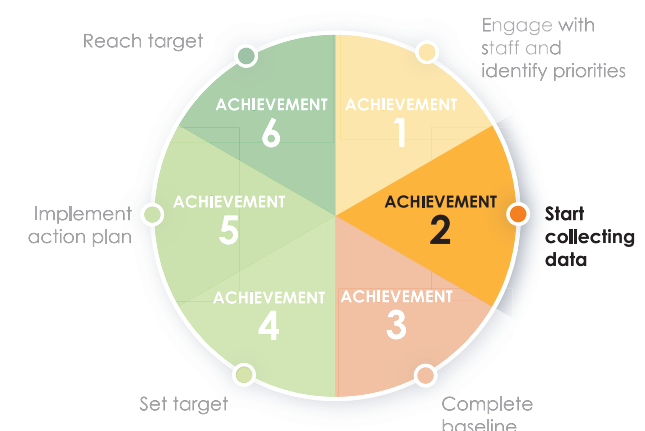 Reach target
Engage with
staff and
identify priorities
ACHIEVEMENT
6
ACHIEVEMENT
1
Implement
action plan
ACHIEVEMENT
5
ACHIEVEMENT
2
Start
collecting
data
ACHIEVEMENT
4
ACHIEVEMENT
3
Set target
Complete
baseline